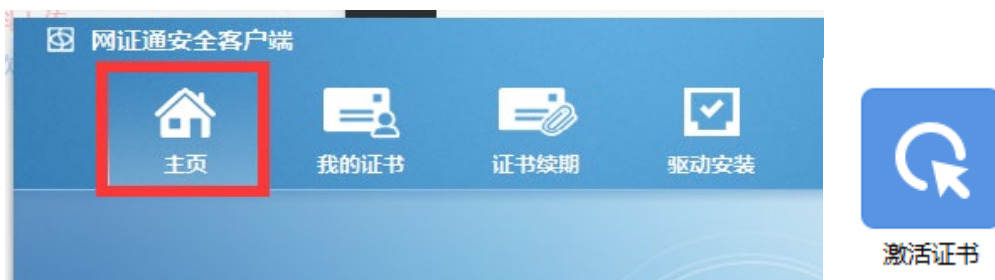 网证通安全客户端
主页
我的证书
证书续期
驱动安装
激活证书